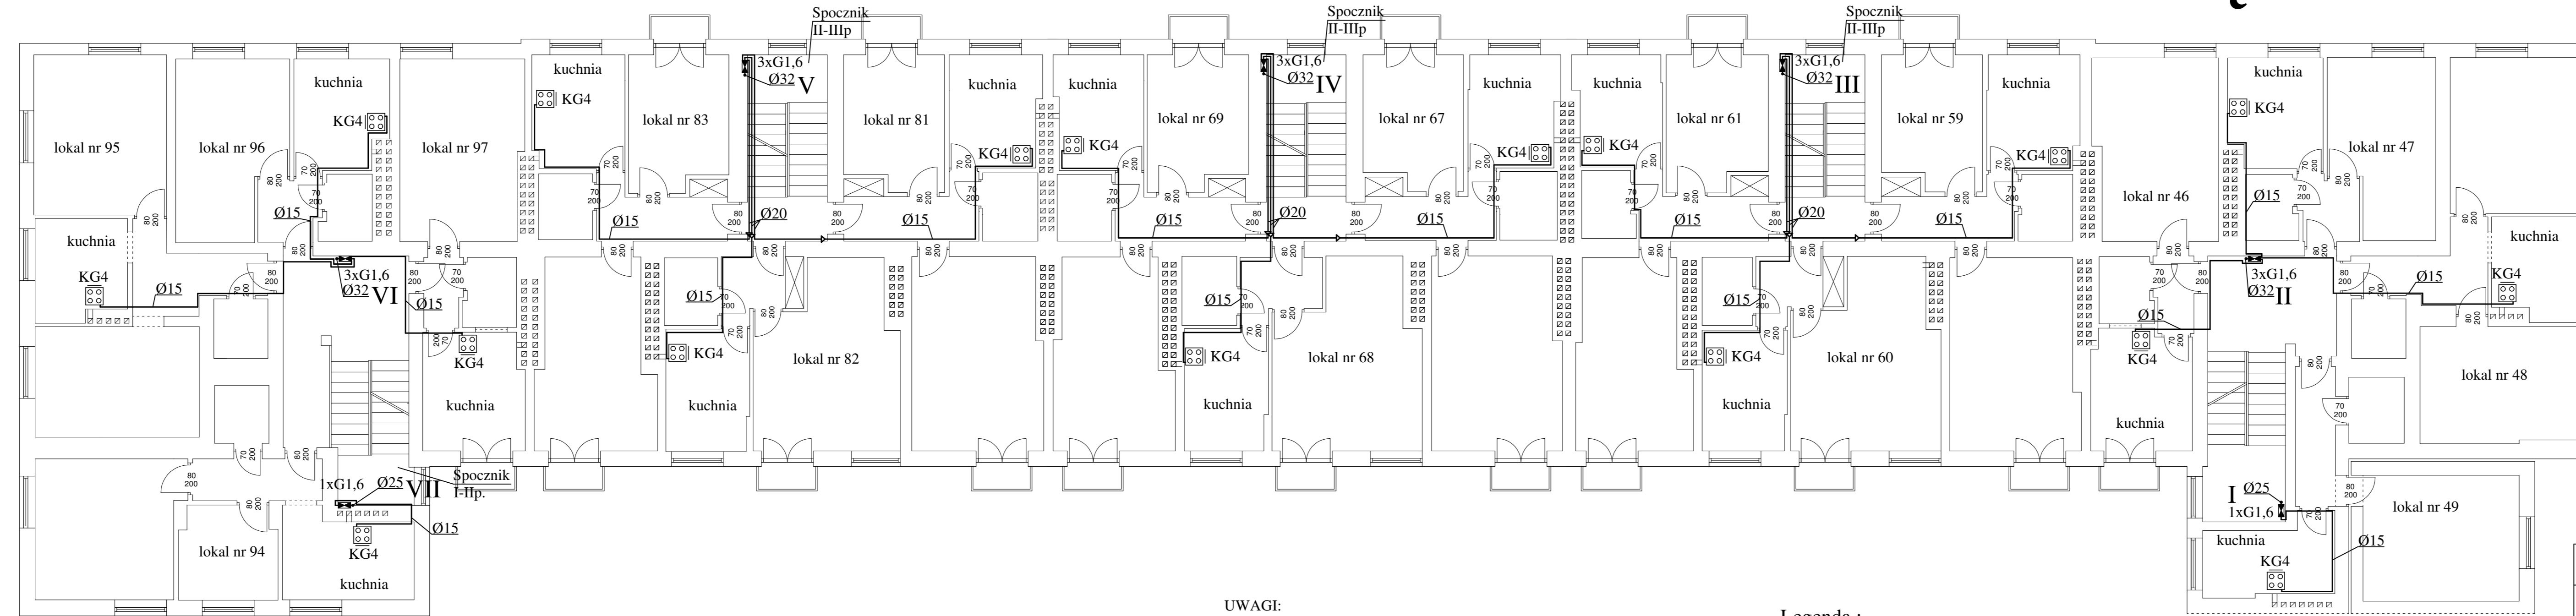 Spocznik
II-IIIp
Spocznik
II-IIIp
Spocznik
II-IIIp
kuchnia
kuchnia
KG4
lokal nr 95
lokal nr 96
lokal nr 97
KG4
lokal nr 83
3xG1,6
Ø32
V
lokal nr 81
kuchnia
KG4
kuchnia
KG4
lokal nr 69
3xG1,6
Ø32
IV
lokal nr 67
kuchnia
KG4
kuchnia
KG4
lokal nr 61
3xG1,6
Ø32
III
lokal nr 59
kuchnia
KG4
lokal nr 46
kuchnia
KG4
lokal nr 47
kuchnia
KG4
Ø15
Ø15
Ø20
Ø15
Ø15
Ø20
Ø15
Ø15
Ø20
Ø15
Ø15
kuchnia
KG4
Ø15
3xG1,6
Ø32
VI
Ø15
KG4
kuchnia
Ø15
KG4
kuchnia
lokal nr 82
Ø15
KG4
kuchnia
lokal nr 68
Ø15
KG4
kuchnia
lokal nr 60
Ø15
KG4
kuchnia
3xG1,6
Ø32
II
Ø15
lokal nr 48
Spocznik
I-IIp.
1xG1,6
Ø25
VII
Ø15
KG4
kuchnia
lokal nr 94
I
Ø25
1xG1,6
kuchnia
KG4
Ø15
lokal nr 49
UWAGI:
Legenda :